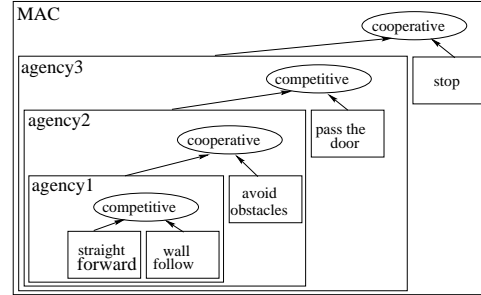 MAC
cooperative
agency3
competitive
stop
agency2
cooperative
pass the
door
agency1
competitive
avoid
obstacles
straight
forward
wall
follow